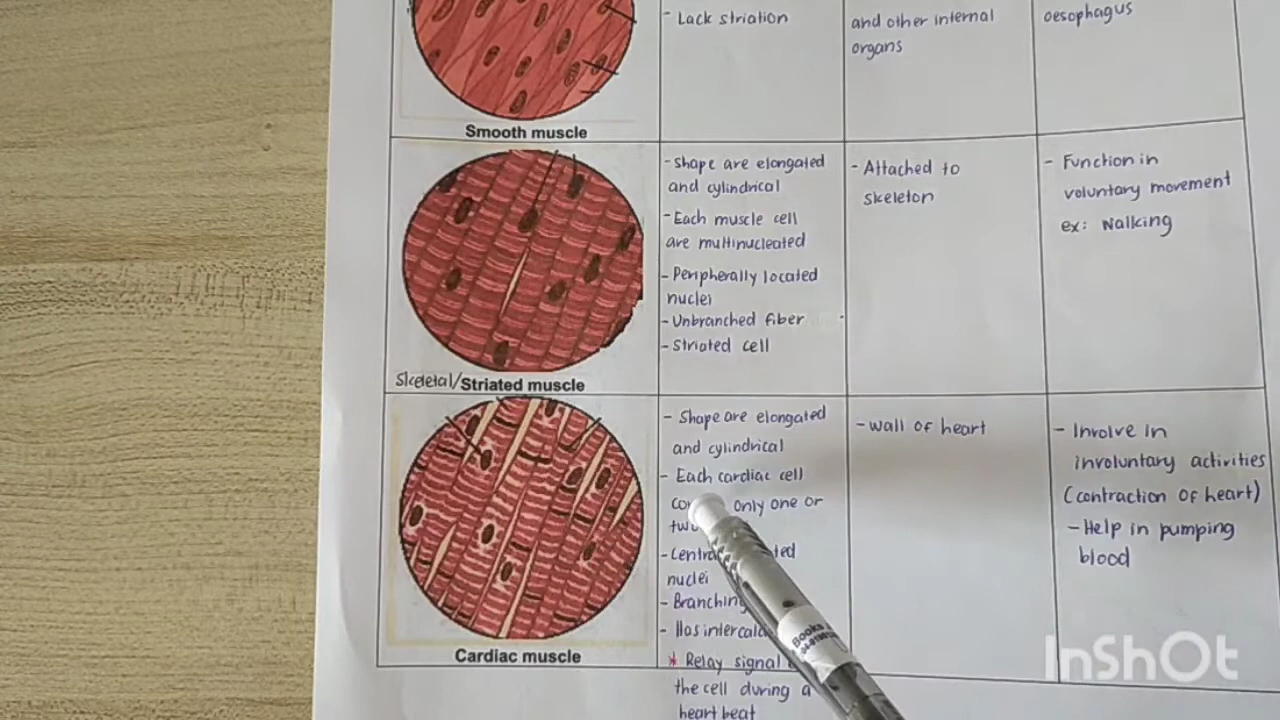 - Lack striation
and other internal
organs
oesophagus
Smooth muscle
- Shape are elongated
and cylindrical
- Each muscle cell
are multinucleated
- Peripherally located
nuclei
- Unbranched fiber
- Striated cell
- Attached to
skeleton
- Function in
voluntary movement
ex: walking
Skeletal/Striated muscle
- Shape are elongated
and cylindrical
- Each cardiac cell
only one or
nuclei
- Branching
- Has
* Relay signal
the cell during a
heart beat
- Wall of heart
- Involve in
involuntary activities
(contraction of heart)
- Help in pumping
blood
Cardiac muscle
Books
InShOt